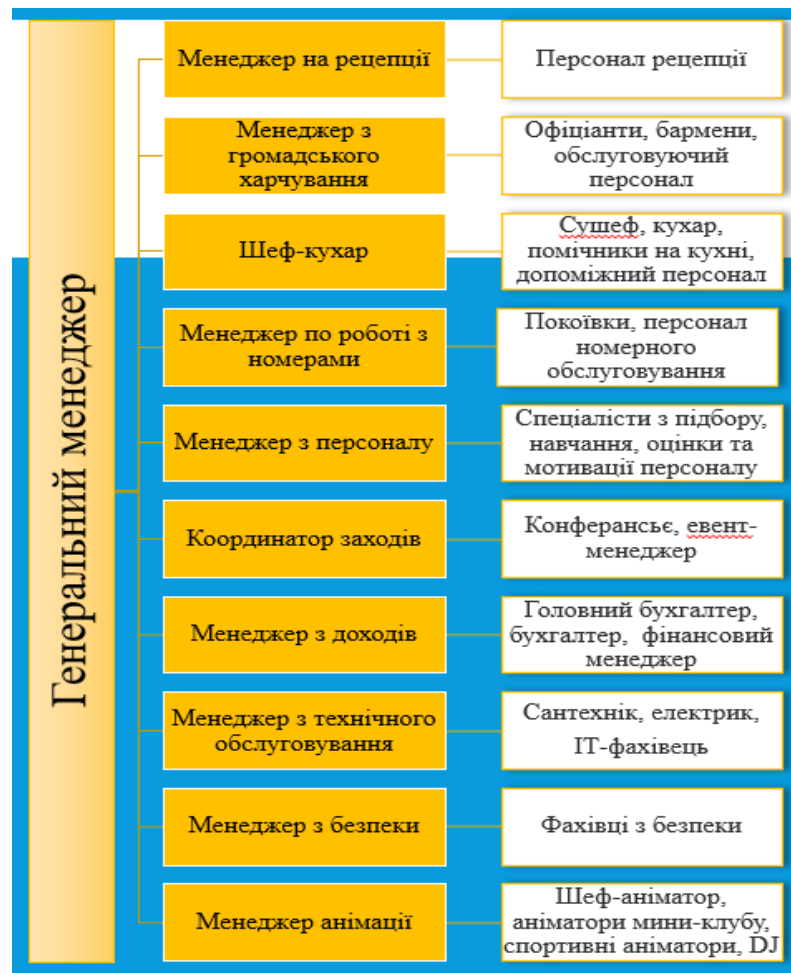 Генеральний менеджер
Менеджер на рецепції
Персонал рецепції
Менеджер з
громадського
харчування
Офіціанти, бармени,
обслуговуючий
персонал
Шеф-кухар
Сушеф, кухар,
помічники на кухні,
допоміжний персонал
Менеджер по роботі з
номерами
Покоївки, персонал
номерного
обслуговування
Менеджер з персоналу
Спеціалісти з підбору,
навчання, оцінки та
мотивації персоналу
Координатор заходів
Конферансьє, евент-
менеджер
Менеджер з доходів
Головний бухгалтер,
бухгалтер, фінансовий
менеджер
Менеджер з технічного
обслуговування
Сантехнік, електрик,
ІТ-фахівець
Менеджер з безпеки
Фахівці з безпеки
Менеджер анімації
Шеф-аніматор,
аніматори мини-клубу,
спортивні аніматори, DJ